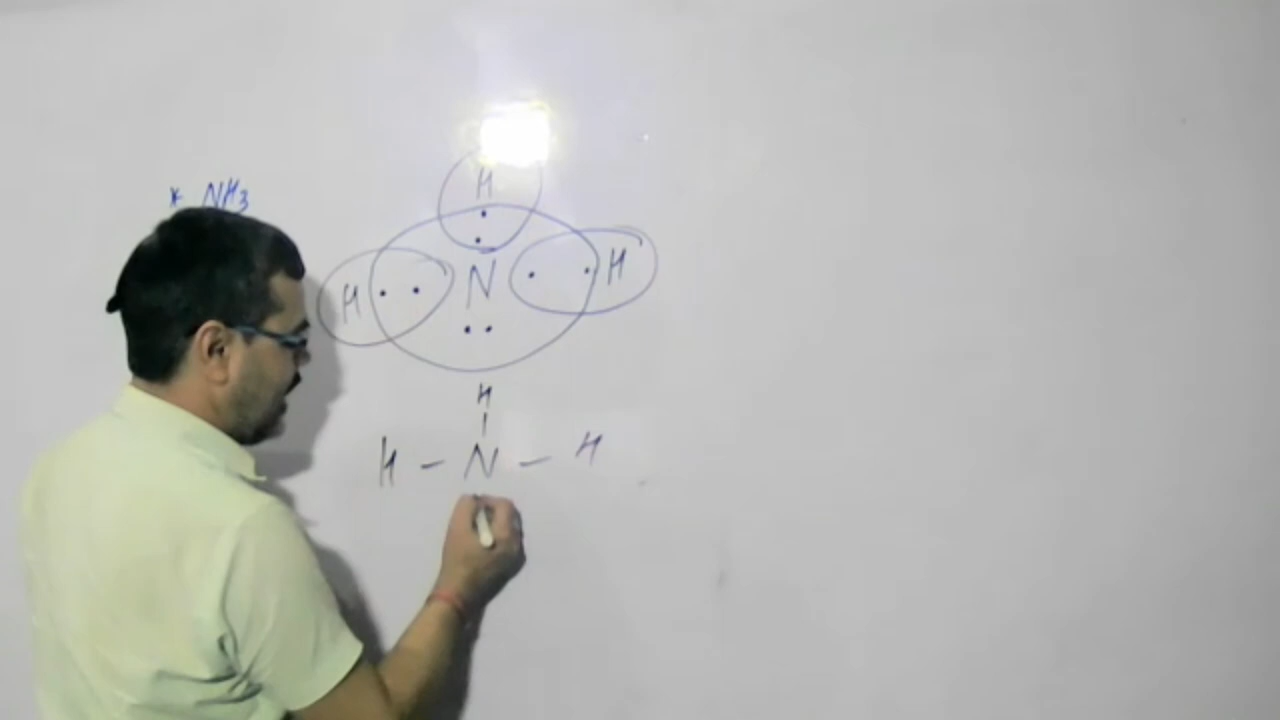 * NH3
H
H •• N •• H
H
H - N - H